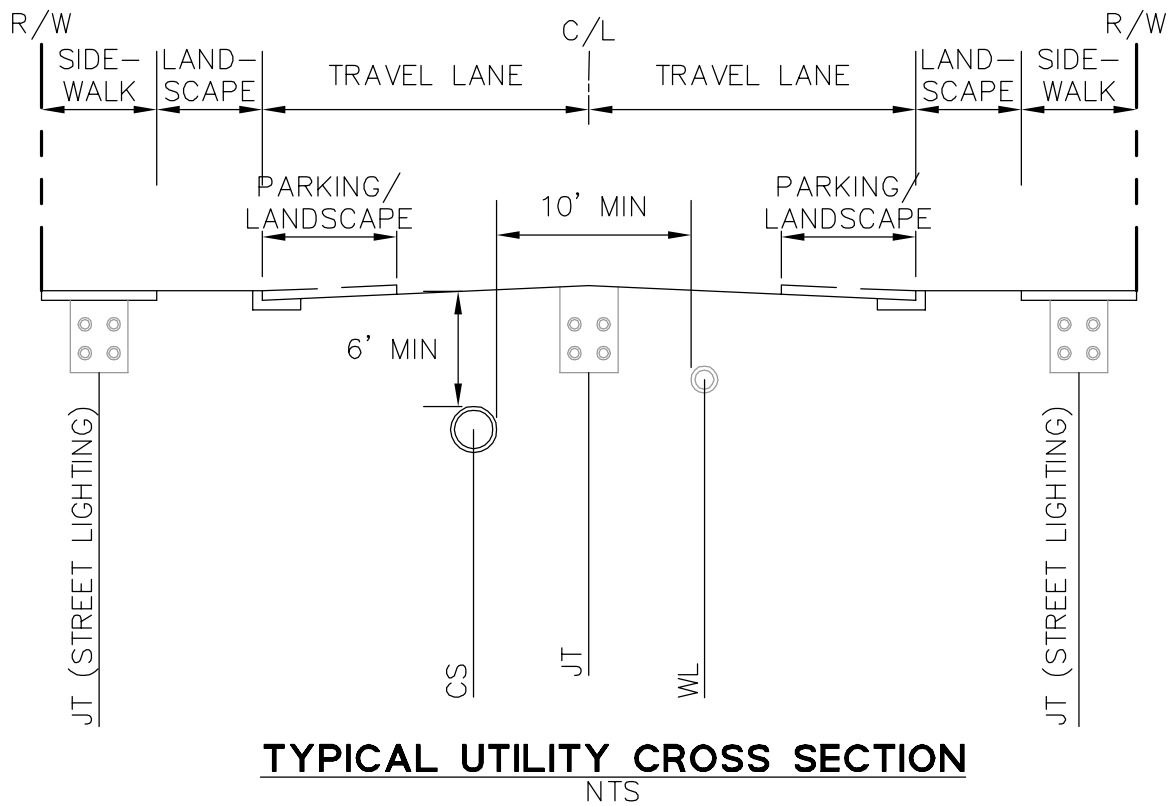 R/W
C/L
R/W
SIDE-
WALK
LAND-
SCAPE
TRAVEL LANE
TRAVEL LANE
LAND-
SCAPE
SIDE-
WALK
PARKING/
LANDSCAPE
10' MIN
PARKING/
LANDSCAPE
6' MIN
JT (STREET LIGHTING)
CS
JT
WL
JT (STREET LIGHTING)
TYPICAL UTILITY CROSS SECTION
NTS